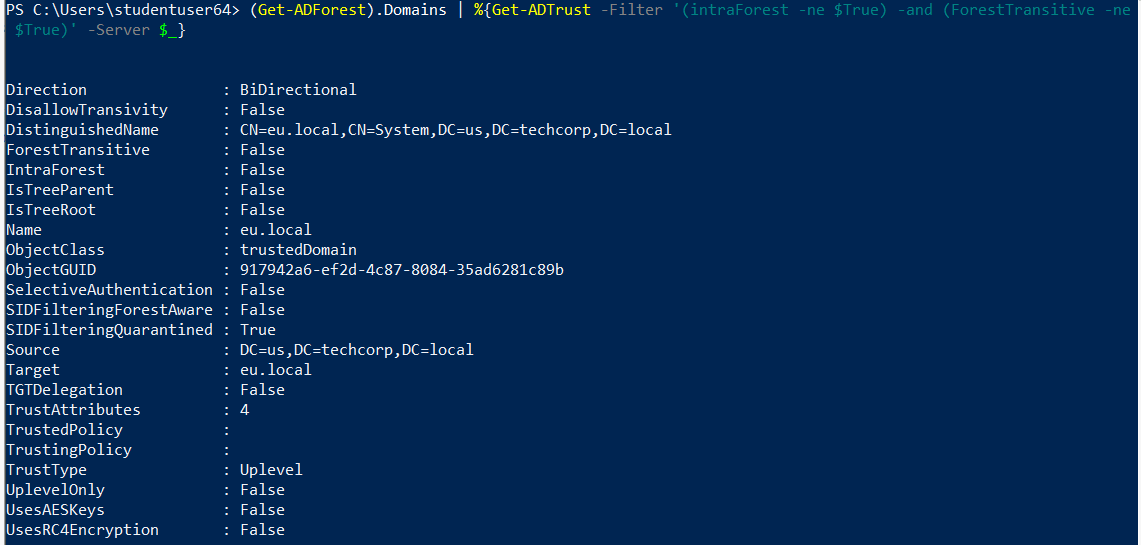 PS C:\Users\studentuser64> (Get-ADForest).Domains | %{Get-ADTrust -Filter '(intraForest -ne $True) -and (ForestTransitive -ne
$True)' -Server $_}
Direction : BiDirectional
DisallowTransivity : False
DistinguishedName : CN=eu.local,CN=System,DC=us,DC=techcorp,DC=local
ForestTransitive : False
IntraForest : False
IsTreeParent : False
IsTreeRoot : False
Name : eu.local
ObjectClass : trustedDomain
ObjectGUID : 917942a6-ef2d-4c87-8084-35ad6281c89b
SelectiveAuthentication : False
SIDFilteringForestAware : False
SIDFilteringQuarantined : True
Source : DC=us,DC=techcorp,DC=local
Target : eu.local
TGTDelegation : False
TrustAttributes : 4
TrustedPolicy :
TrustingPolicy :
TrustType : Uplevel
UplevelOnly : False
UsesAESKeys : False
UsesRC4Encryption : False